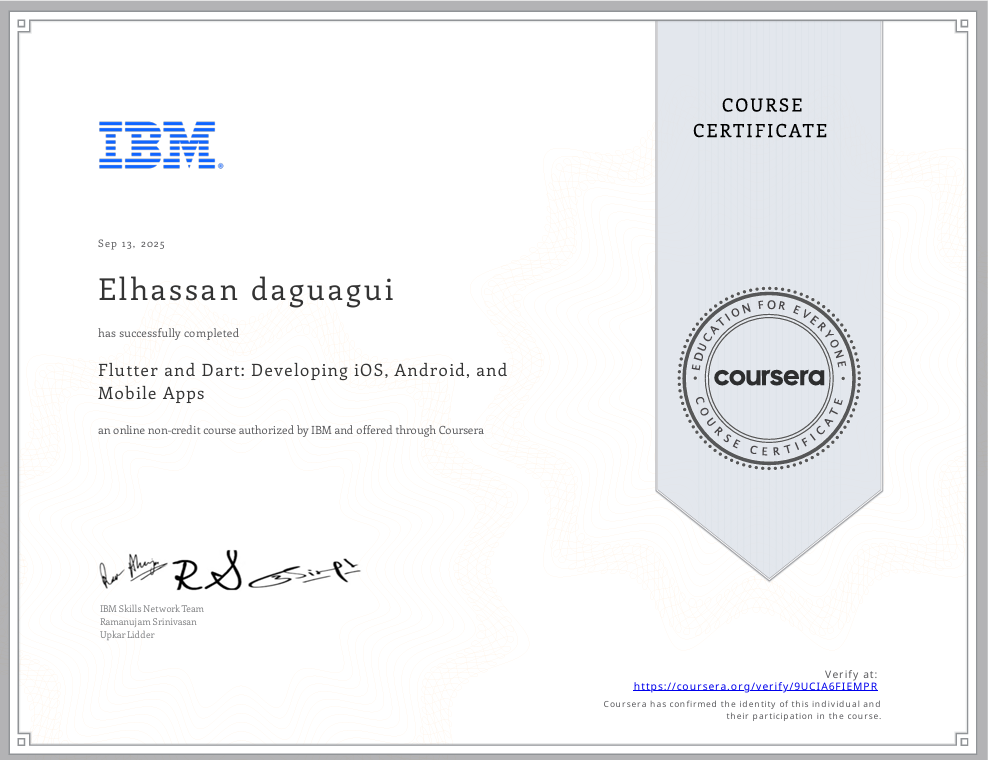 COURSE
CERTIFICATE
IBM®
Sep 13, 2025
Elhassan daguagui
has successfully completed
Flutter and Dart: Developing iOS, Android, and
Mobile Apps
an online non-credit course authorized by IBM and offered through Coursera
EDUCATION FOR EVERYONE
coursera
COURSE CERTIFICATE
IBM Skills Network Team
Ramanujam Srinivasan
Upkar Lidder
Verify at:
https://coursera.org/verify/9UCIA6FIEMPR
Coursera has confirmed the identity of this individual and
their participation in the course.